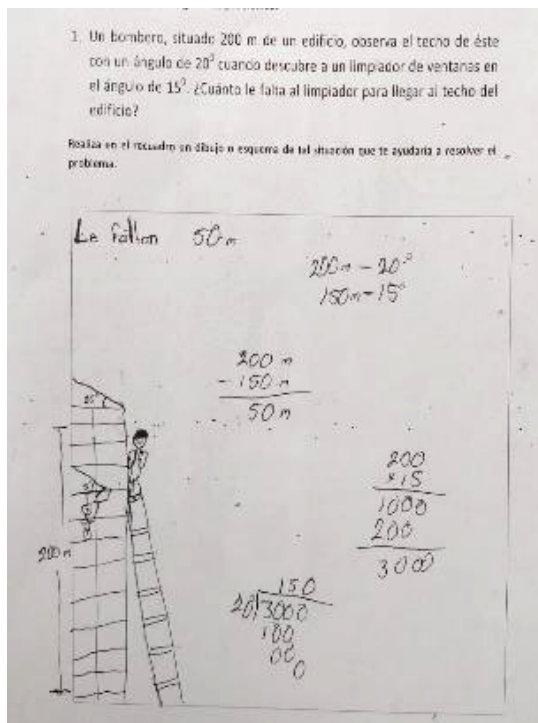 1. Un bombero, situado 200 m de un edificio, observa el techo de éste
con un ángulo de 20° cuando descubre a un limpiador de ventanas en
el ángulo de 15°. ¿Cuánto le falta al limpiador para llegar al techo del
edificio?
Realiza en el recuadro un dibujo o esquema de tal situación que te ayudaría a resolver el
problema.
Le faltan 50 m
200 m - 20°
150 m - 15°
200 m
- 150 m
50 m
200
x 15
1000
200
3000
200 m
150
20 3000
100
00
0